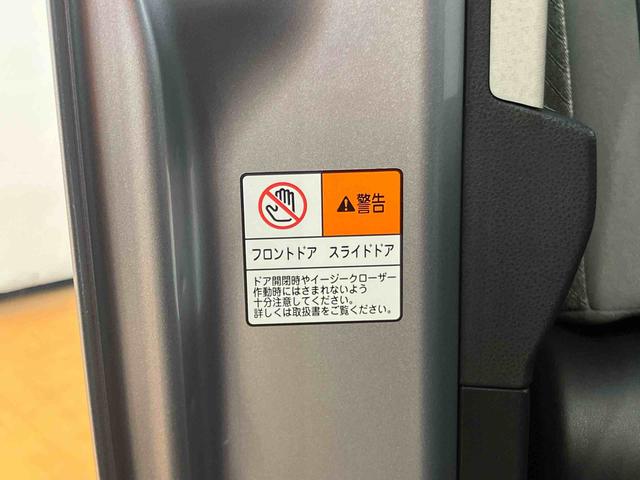 警告
フロントドア スライドドア
ドア開閉時やイージークローザー
作動時にはさまれないよう
十分注意してください。
詳しくは取扱書をご覧ください。